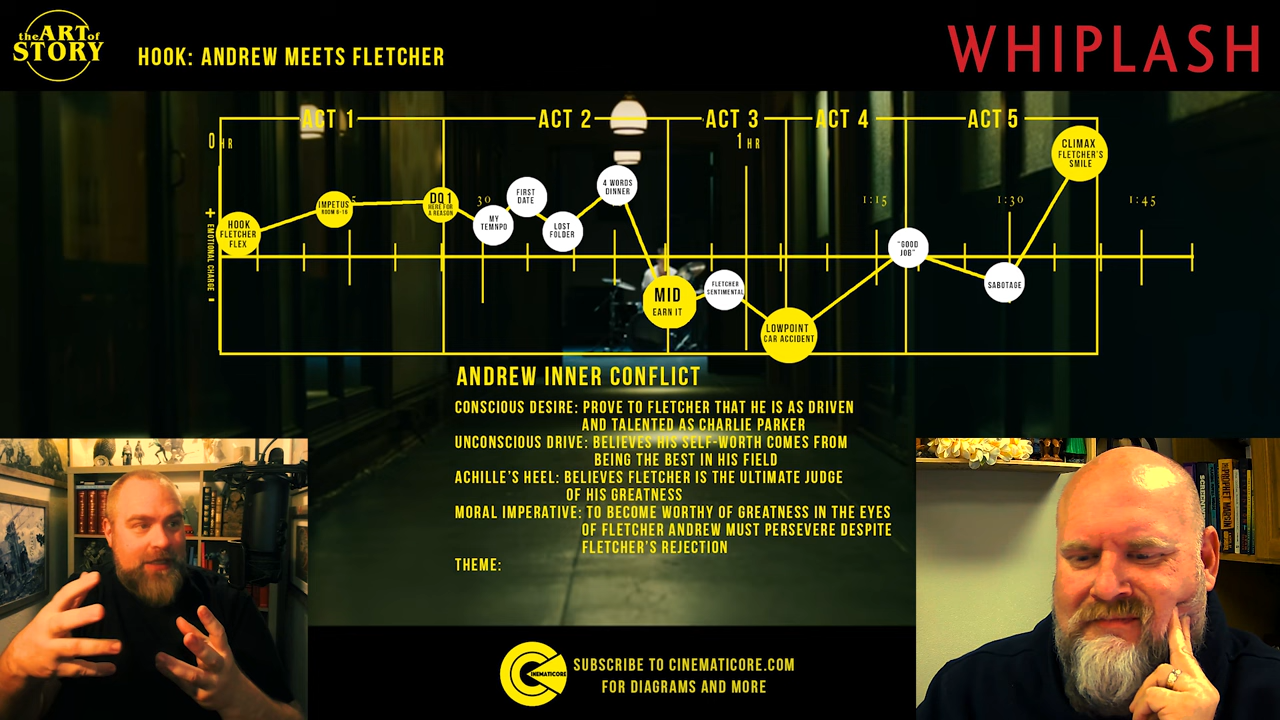 the ART of
STORY
HOOK: ANDREW MEETS FLETCHER
WHIPLASH
ACT 1
ACT 2
ACT 3
ACT 4
ACT 5
0 HR
30
1 HR
1:15
1:30
1:45
+ EMOTIONAL CHARGE -
HOOK
FLETCHER
FLEX
IMPETUS
ROOM B-16
DQ1
HERE FOR
A REASON
MY
TEMNPO
FIRST
DATE
LOST
FOLDER
4 WORDS
DINNER
MID
EARN IT
FLETCHER
SENTIMENTAL
LOWPOINT
CAR ACCIDENT
"GOOD
JOB"
SABOTAGE
CLIMAX
FLETCHER'S
SMILE
ANDREW INNER CONFLICT
CONSCIOUS DESIRE: PROVE TO FLETCHER THAT HE IS AS DRIVEN
AND TALENTED AS CHARLIE PARKER
UNCONSCIOUS DRIVE: BELIEVES HIS SELF-WORTH COMES FROM
BEING THE BEST IN HIS FIELD
ACHILLE'S HEEL: BELIEVES FLETCHER IS THE ULTIMATE JUDGE
OF HIS GREATNESS
MORAL IMPERATIVE: TO BECOME WORTHY OF GREATNESS IN THE EYES
OF FLETCHER ANDREW MUST PERSEVERE DESPITE
FLETCHER'S REJECTION
THEME:
CINEMATICORE
SUBSCRIBE TO CINEMATICORE.COM
FOR DIAGRAMS AND MORE